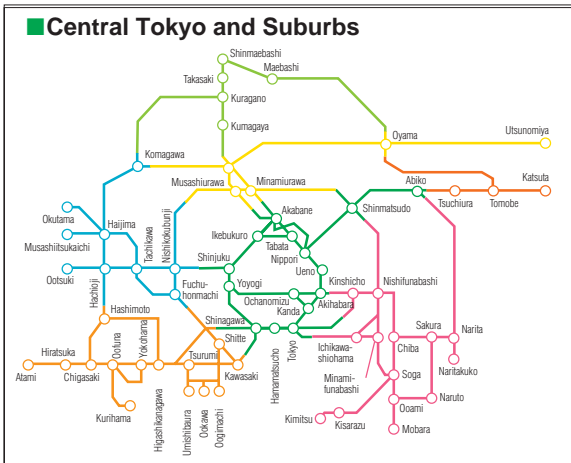 Central Tokyo and Suburbs
Shinmaebashi
Maebashi
Takasaki
Kuragano
Kumagaya
Oyama
Utsunomiya
Komagawa
Musashiurawa
Minamiurawa
Abiko
Katsuta
Tsuchiura
Tomobe
Okutama
Haijima
Musashiitsukaichi
Tachikawa
Nishikokubunji
Akabane
Shinmatsudo
Ikebukuro
Tabata
Nippori
Ootsuki
Shinjuku
Ueno
Hachioji
Fuchu-
honmachi
Yoyogi
Kinshicho
Nishifunabashi
Ochanomizu
Akihabara
Kanda
Hashimoto
Shinagawa
Shitte
Hamamatsucho
Tokyo
Ichikawa-
shiohama
Sakura
Narita
Chiba
Naritakuko
Hiratsuka
Oofuna
Yokohama
Tsurumi
Kawasaki
Minami-
funabashi
Soga
Atami
Chigasaki
Higashikanagawa
Umishibaura
Ookawa
Oogimachi
Naruto
Ooami
Kurihama
Kimitsu
Kisarazu
Mobara